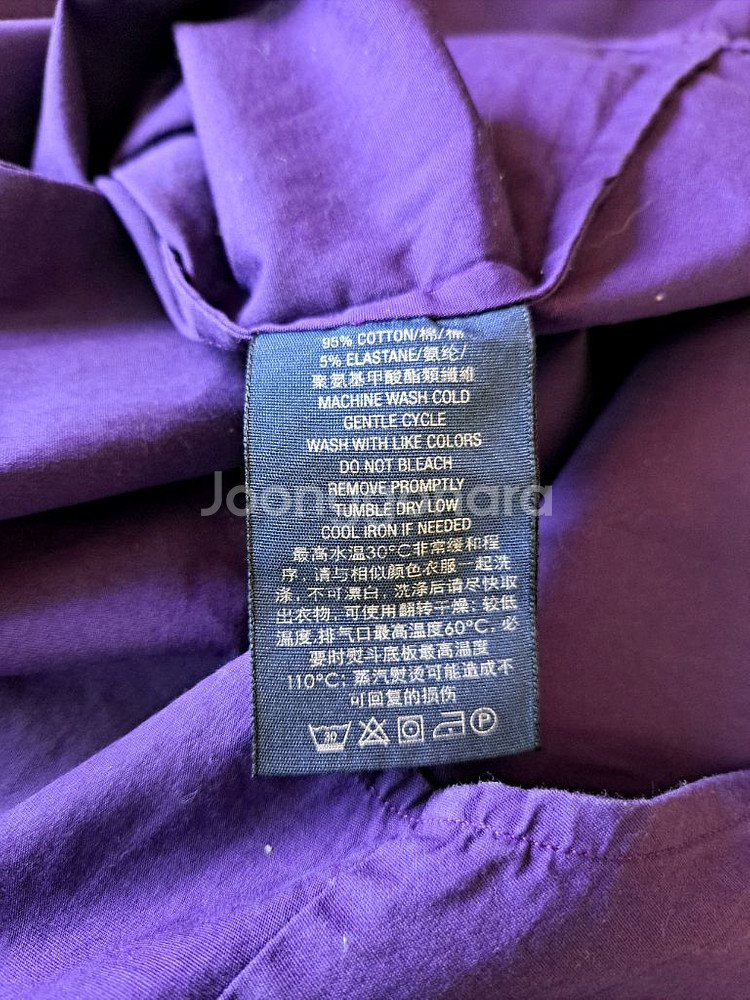 95% COTTON/棉/棉
5% ELASTANE/氨纶/
聚氨基甲酸酯類纖維
MACHINE WASH COLD
GENTLE CYCLE
WASH WITH LIKE COLORS
DO NOT BLEACH
REMOVE PROMPTLY
TUMBLE DRY LOW
COOL IRON IF NEEDED
最高水温30°C非常缓和程
序, 请与相似颜色衣服一起洗
涤, 不可漂白, 洗涤后请尽快取
出衣物, 可使用翻转干燥; 较低
温度,排气口最高温度60°C, 必
要时熨斗底板最高温度
110°C; 蒸汽熨烫可能造成不
可回复的损伤
30
P
Joongonara